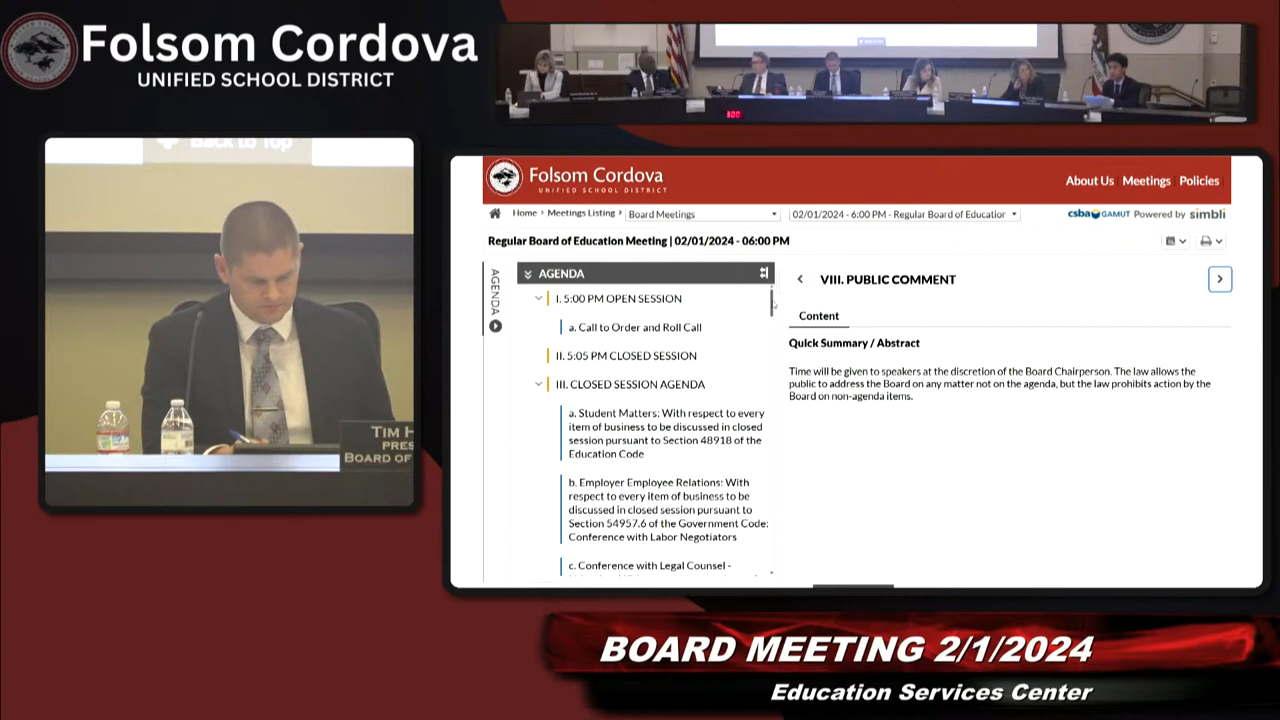 Folsom Cordova
UNIFIED SCHOOL DISTRICT
Back to Top
TIM H
PRES
BOARD OF
Folsom Cordova
UNIFIED SCHOOL DISTRICT
About Us Meetings Policies
Home > Meetings Listing > Board Meetings
02/01/2024 - 6:00 PM - Regular Board of Education
csba GAMUT Powered by simbli
Regular Board of Education Meeting | 02/01/2024 - 06:00 PM
AGENDA
AGENDA
I. 5:00 PM OPEN SESSION
a. Call to Order and Roll Call
II. 5:05 PM CLOSED SESSION
III. CLOSED SESSION AGENDA
a. Student Matters: With respect to every
item of business to be discussed in closed
session pursuant to Section 48918 of the
Education Code
b. Employer Employee Relations: With
respect to every item of business to be
discussed in closed session pursuant to
Section 54957.6 of the Government Code:
Conference with Labor Negotiators
c. Conference with Legal Counsel -
VIII. PUBLIC COMMENT
Content
Quick Summary / Abstract
Time will be given to speakers at the discretion of the Board Chairperson. The law allows the
public to address the Board on any matter not on the agenda, but the law prohibits action by the
Board on non-agenda items.
BOARD MEETING 2/1/2024
Education Services Center